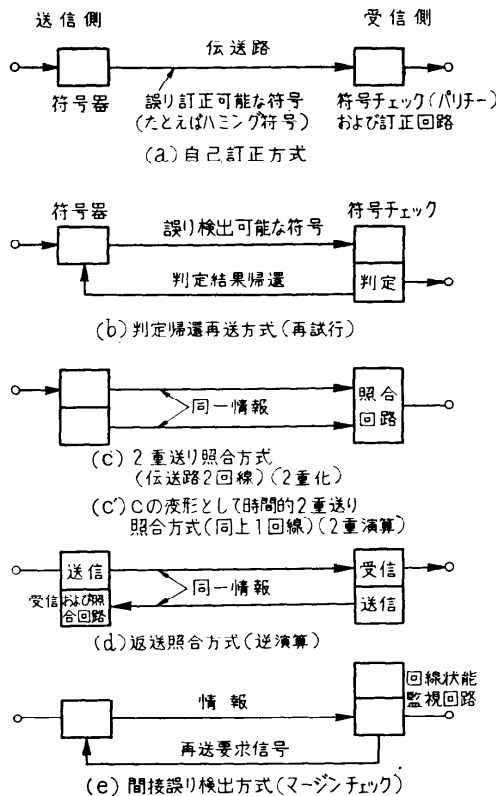 送信側
受信側
伝送路
符号器
誤り訂正可能な符号
(たとえばハミング符号)
符号チェック(パリチー)
および訂正回路
(a) 自己訂正方式
符号器
符号チェック
誤り検出可能な符号
判定結果帰還
判定
(b) 判定帰還再送方式(再試行)
同一情報
照合
回路
(c) 2重送り照合方式
(伝送路2回線)(2重化)
(c') Cの変形として時間的2重送り
照合方式(同上1回線)(2重演算)
送信
受信
同一情報
受信および照
合回路
送信
(d) 返送照合方式(逆演算)
情報
回線状態
監視回路
再送要求信号
(e) 間接誤り検出方式(マージンチェック)